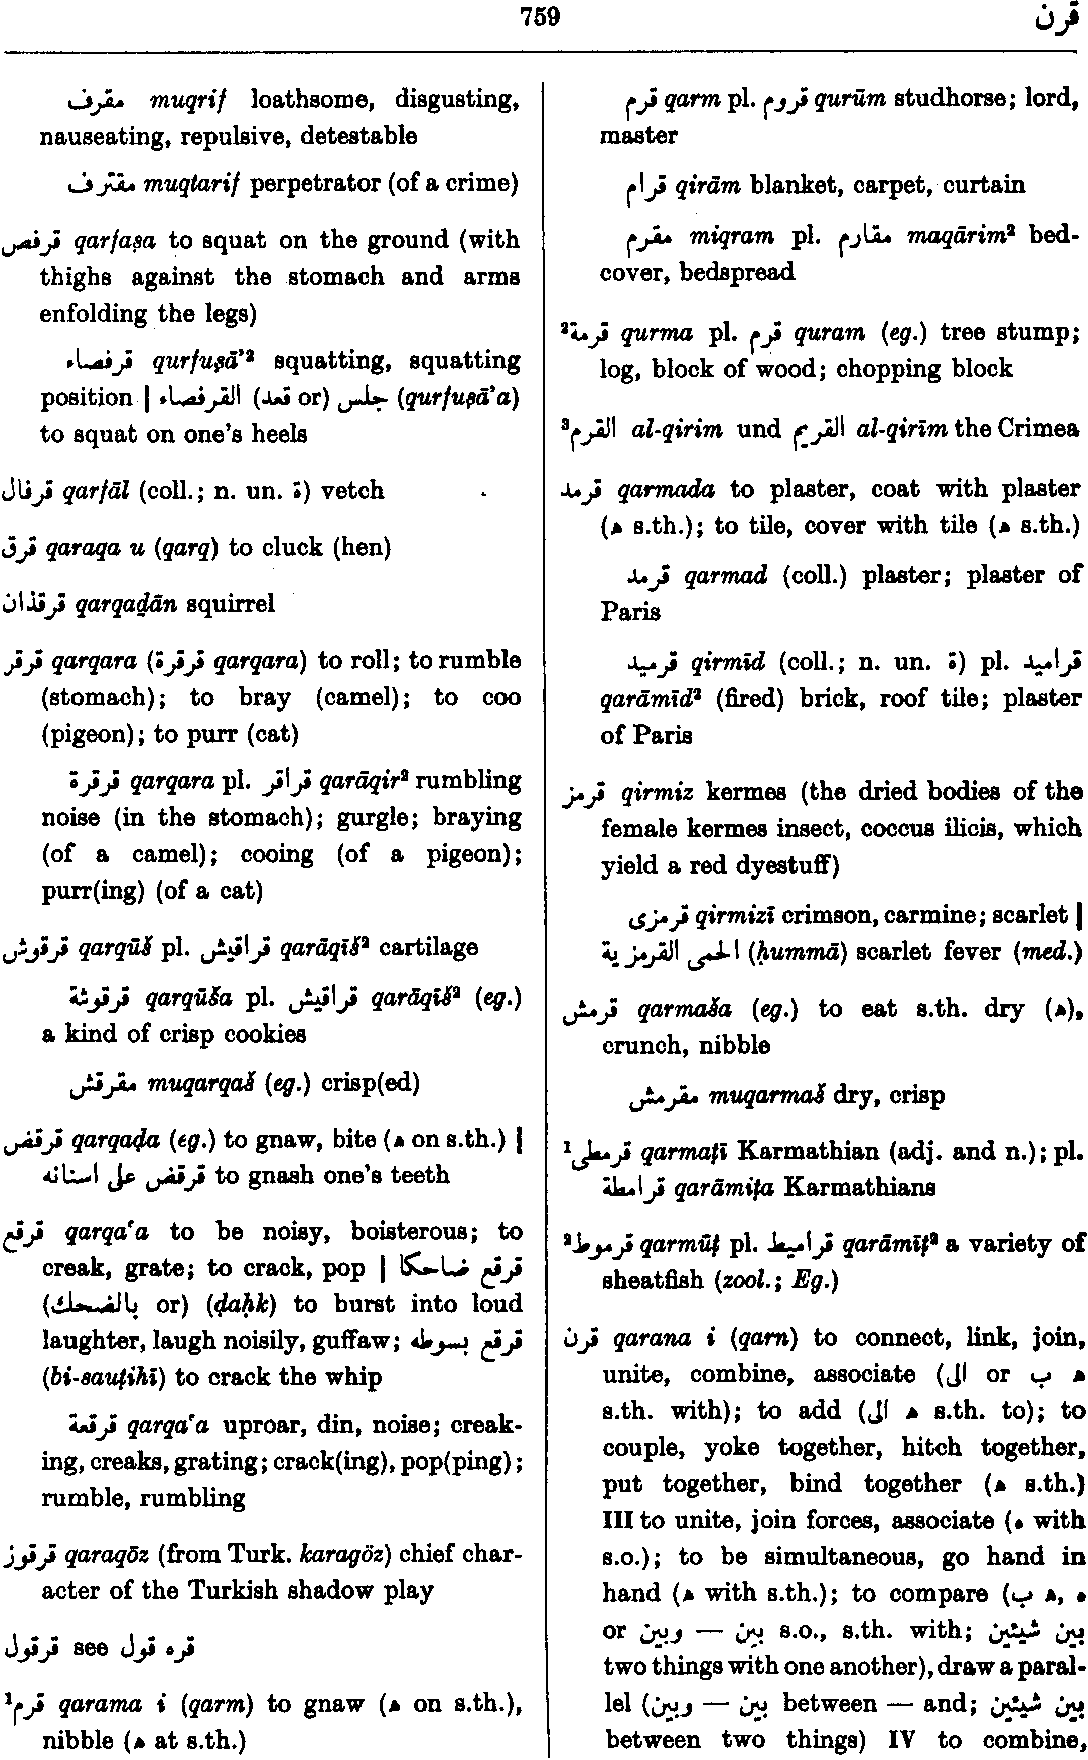 759
قرن
مقرف muqrif loathsome, disgusting,
nauseating, repulsive, detestable
مقترف muqtarif perpetrator (of a crime)
قرفص qarfaṣa to squat on the ground (with
thighs against the stomach and arms
enfolding the legs)
قرفصاء qurfuṣā’² squatting, squatting
position | جلس (قعد or) القرفصاء (qurfuṣā’a)
to squat on one’s heels
قرفال qarfāl (coll.; n. un. ة) vetch
قرق qaraqa u (qarq) to cluck (hen)
قرقذان qarqaḏān squirrel
قرقر qarqara (قرقرة qarqara) to roll; to rumble
(stomach); to bray (camel); to coo
(pigeon); to purr (cat)
قرقرة qarqara pl. قراقر qarāqir² rumbling
noise (in the stomach); gurgle; braying
(of a camel); cooing (of a pigeon);
purr(ing) (of a cat)
قرقوش qarqūš pl. قراقيش qarāqīš² cartilage
قرقوشة qarqūša pl. قراقيش qarāqīš² (eg.)
a kind of crisp cookies
مقرقش muqarqaš (eg.) crisp(ed)
قرقض qarqaḍa (eg.) to gnaw, bite (ه on s.th.) |
قرقض على اسنانه to gnash one’s teeth
قرقع qarqa‘a to be noisy, boisterous; to
creak, grate; to crack, pop | قرقع ضاحكا
(بالضحك or) (ḍaḥk) to burst into loud
laughter, laugh noisily, guffaw; قرقع بسوطه
(bi-sauṭihī) to crack the whip
قرقعة qarqa‘a uproar, din, noise; creak-
ing, creaks, grating; crack(ing), pop(ping);
rumble, rumbling
قرقوز qaraqōz (from Turk. karagöz) chief char-
acter of the Turkish shadow play
قرقول see قره قول
¹قرم qarama i (qarm) to gnaw (ه on s.th.),
nibble (ه at s.th.)
قرم qarm pl. قروم qurūm studhorse; lord,
master
قرام qirām blanket, carpet, curtain
مقرم miqram pl. مقارم maqārim² bed-
cover, bedspread
²قرمة qurma pl. قرم quram (eg.) tree stump;
log, block of wood; chopping block
³القرم al-qirim und القريم al-qirīm the Crimea
قرمد qarmada to plaster, coat with plaster
(ه s.th.); to tile, cover with tile (ه s.th.)
قرمد qarmad (coll.) plaster; plaster of
Paris
قرميد qirmīd (coll.; n. un. ة) pl. قراميد
qarāmīd² (fired) brick, roof tile; plaster
of Paris
قرمز qirmiz kermes (the dried bodies of the
female kermes insect, coccus ilicis, which
yield a red dyestuff)
قرمزى qirmizī crimson, carmine; scarlet |
الحمى القرمزية (ḥummā) scarlet fever (med.)
قرمش qarmaša (eg.) to eat s.th. dry (ه),
crunch, nibble
مقرمش muqarmaš dry, crisp
¹قرمطى qarmaṭī Karmathian (adj. and n.); pl.
قرامطة qarāmiṭa Karmathians
²قرموط qarmūṭ pl. قراميط qarāmīṭ² a variety of
sheatfish (zool.; Eg.)
قرن qarana i (qarn) to connect, link, join,
unite, combine, associate (ه ب or الى
s.th. with); to add (ه الى s.th. to); to
couple, yoke together, hitch together,
put together, bind together (ه s.th.)
III to unite, join forces, associate (ه with
s.o.); to be simultaneous, go hand in
hand (ه with s.th.); to compare (ه ,ه ب
or بين — وبين s.o., s.th. with; بين شيئين
two things with one another), draw a paral-
lel (بين — وبين between — and; بين شيئين
between two things) IV to combine,